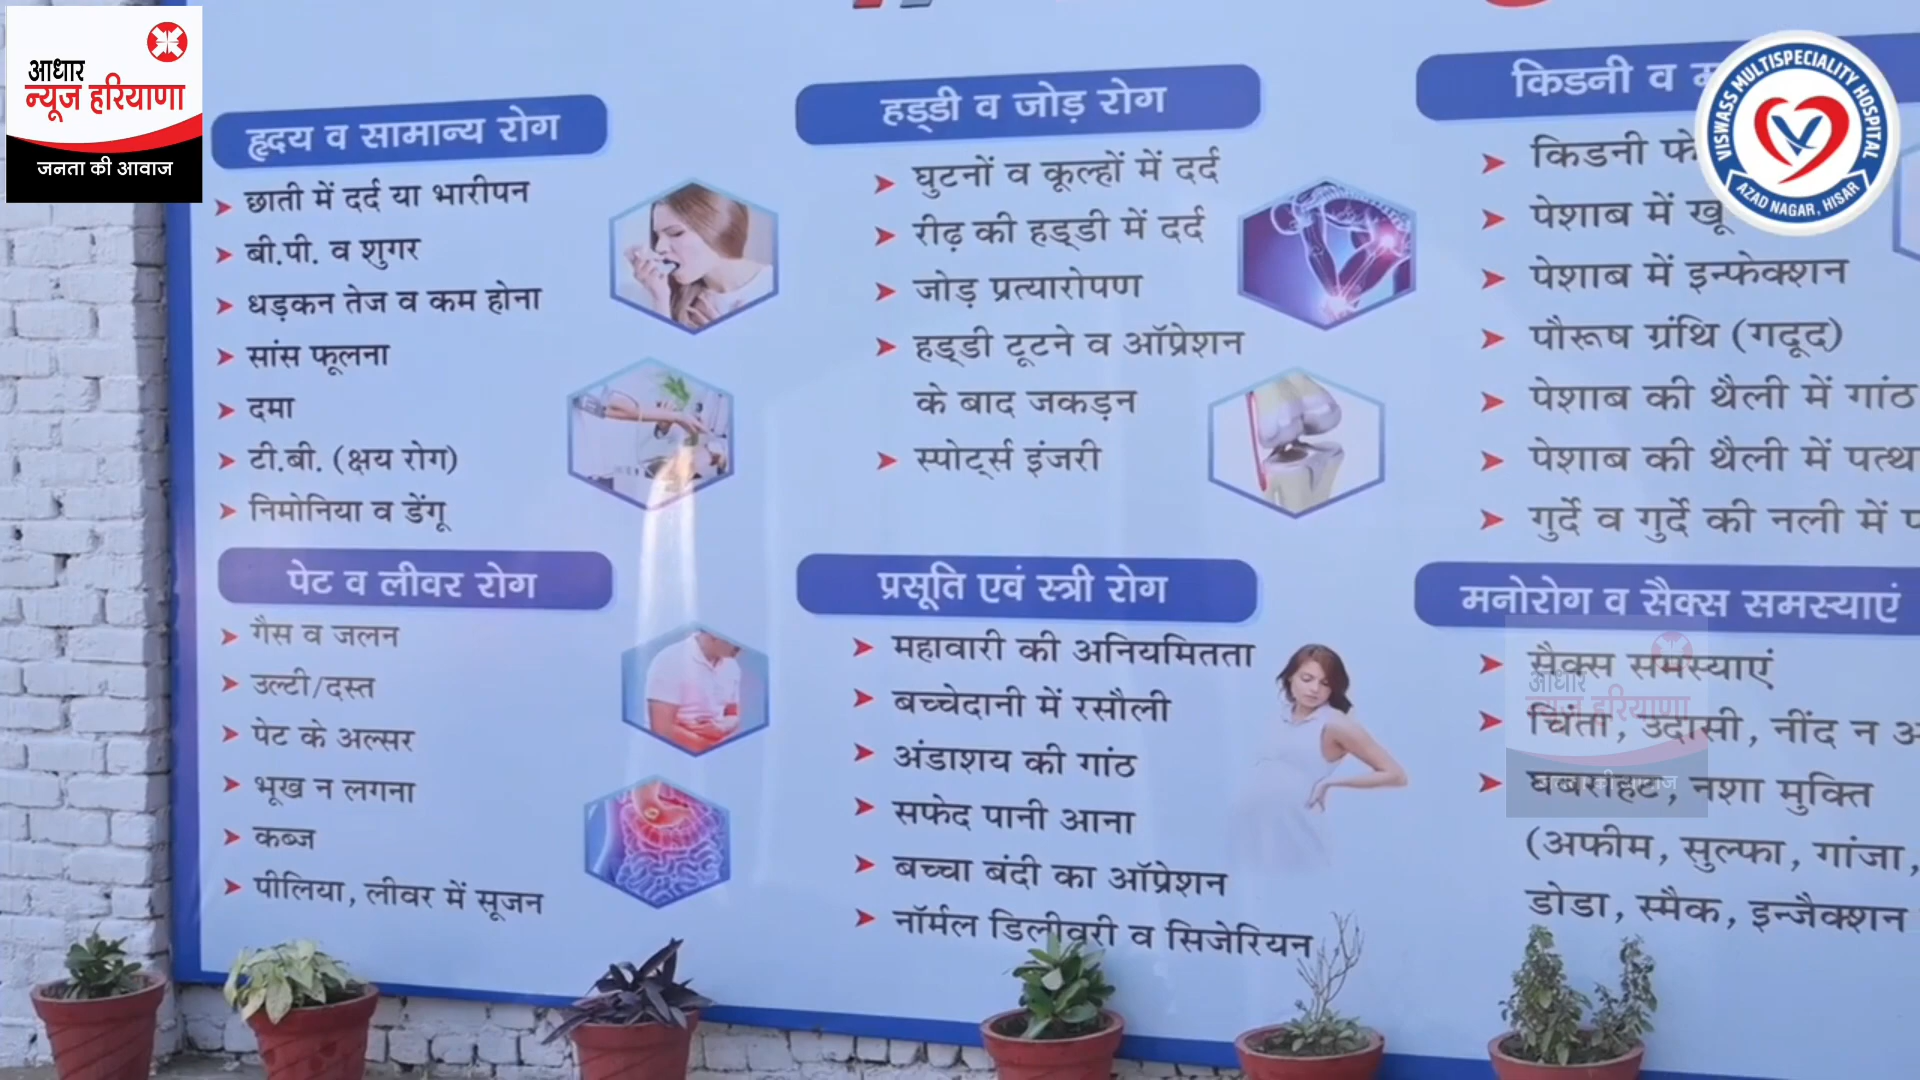 आधार
न्यूज हरियाणा
जनता की आवाज
VISWASS MULTISPECIALITY HOSPITAL
AZAD NAGAR, HISAR
हृदय व सामान्य रोग
छाती में दर्द या भारीपन
बी.पी. व शुगर
धड़कन तेज व कम होना
सांस फूलना
दमा
टी.बी. (क्षय रोग)
निमोनिया व डेंगू
हड्डी व जोड़ रोग
घुटनों व कूल्हों में दर्द
रीढ़ की हड्डी में दर्द
जोड़ प्रत्यारोपण
हड्डी टूटने व ऑप्रेशन
के बाद जकड़न
स्पोर्ट्स इंजरी
किडनी व
किडनी
पेशाब में
पेशाब में इन्फेक्शन
पौरूष ग्रंथि (गदूद)
पेशाब की थैली में गांठ
पेशाब की थैली में
गुर्दे व गुर्दे की नली में
पेट व लीवर रोग
गैस व जलन
उल्टी/दस्त
पेट के अल्सर
भूख न लगना
कब्ज
पीलिया, लीवर में सूजन
प्रसूति एवं स्त्री रोग
महावारी की अनियमितता
बच्चेदानी में रसौली
अंडाशय की गांठ
सफेद पानी आना
बच्चा बंदी का ऑप्रेशन
नॉर्मल डिलीवरी व सिजेरियन
मनोरोग व सैक्स समस्याएं
सैक्स समस्याएं
चिंता, उदासी, नींद न
घबराहट, नशा मुक्ति
(अफीम, सुल्फा, गांजा,
डोडा, स्मैक, इन्जैक्शन
आधार
न्यूज हरियाणा
जनता की आवाज